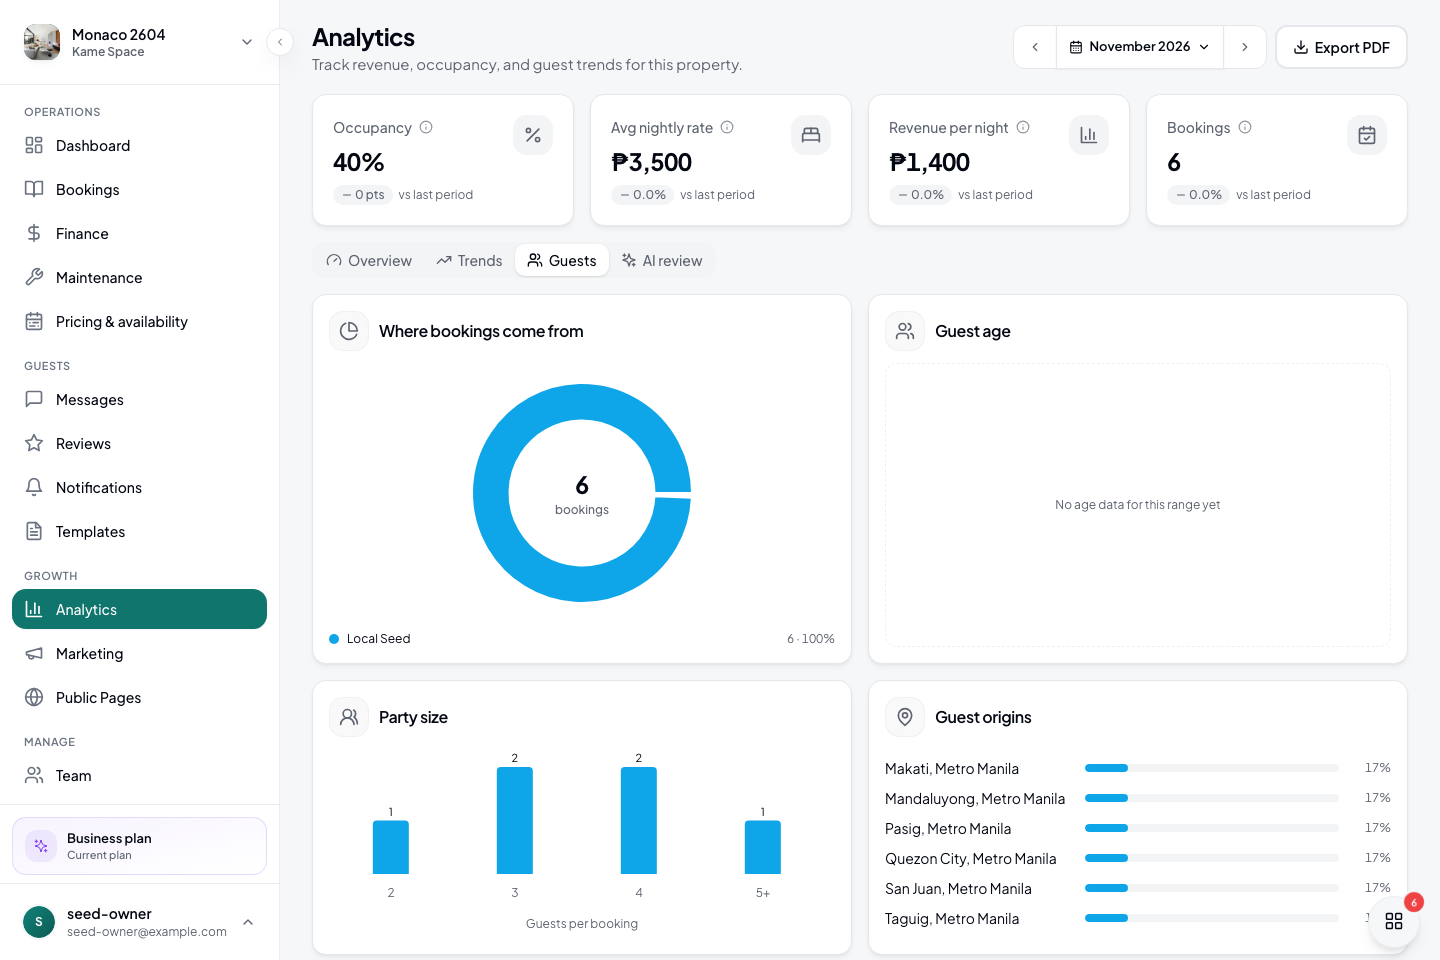 Monaco 2604
Kame Space
OPERATIONS
Dashboard
Bookings
Finance
Maintenance
Pricing & availability
GUESTS
Messages
Reviews
Notifications
Templates
GROWTH
Analytics
Marketing
Public Pages
MANAGE
Team
Business plan
Current plan
S
seed-owner
seed-owner@example.com
Analytics
Track revenue, occupancy, and guest trends for this property.
November 2026
Export PDF
Occupancy
40%
– 0 pts vs last period
Avg nightly rate
₱3,500
– 0.0% vs last period
Revenue per night
₱1,400
– 0.0% vs last period
Bookings
6
– 0.0% vs last period
Overview
Trends
Guests
AI review
Where bookings come from
6
bookings
Local Seed 6 · 100%
Guest age
No age data for this range yet
Party size
1 2 2 1
2 3 4 5+
Guests per booking
Guest origins
Makati, Metro Manila 17%
Mandaluyong, Metro Manila 17%
Pasig, Metro Manila 17%
Quezon City, Metro Manila 17%
San Juan, Metro Manila 17%
Taguig, Metro Manila
6